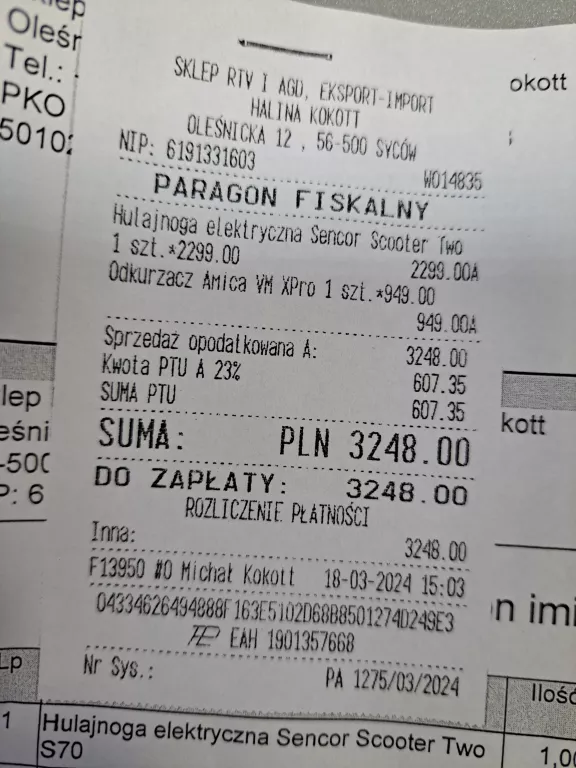 Oleśn
Tel.:
PKO
okott
SKLEP RTV I AGD, EKSPORT-IMPORT
HALINA KOKOTT
OLEŚNICKA 12 , 56-500 SYCÓW
NIP: 6191331603
W014835
PARAGON FISKALNY
Hulajnoga elektryczna Sencor Scooter Two
1 szt.*2299.00 2299.00A
Odkurzacz Amica VM XPro 1 szt.*949.00
949.00A
Sprzedaż opodatkowana A: 3248.00
Kwota PTU A 23% 607.35
SUMA PTU 607.35
SUMA: PLN 3248.00
DO ZAPŁATY: 3248.00
ROZLICZENIE PŁATNOŚCI
Inna: 3248.00
F13950 #0 Michał Kokott 18-03-2024 15:03
04334626494888F163E5102D68B8501274D249E3
EAH 1901357668
Nr Sys.: PA 1275/03/2024
lep
eśni
-500
P: 6
kott
n imi
Lp
Ilość
1 Hulajnoga elektryczna Sencor Scooter Two
S70
1,00